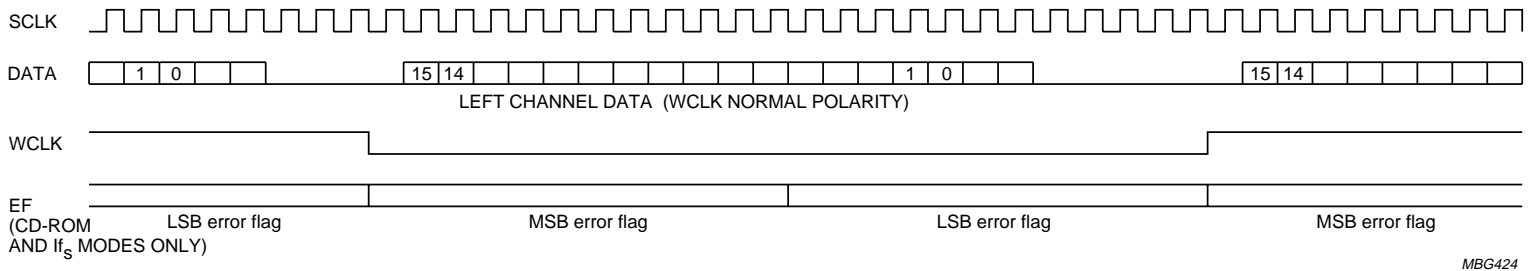 SCLK
DATA 1 0 15 14 1 0 15 14
LEFT CHANNEL DATA (WCLK NORMAL POLARITY)
WCLK
EF
(CD-ROM
AND Ifs MODES ONLY)
LSB error flag MSB error flag LSB error flag MSB error flag
MBG424